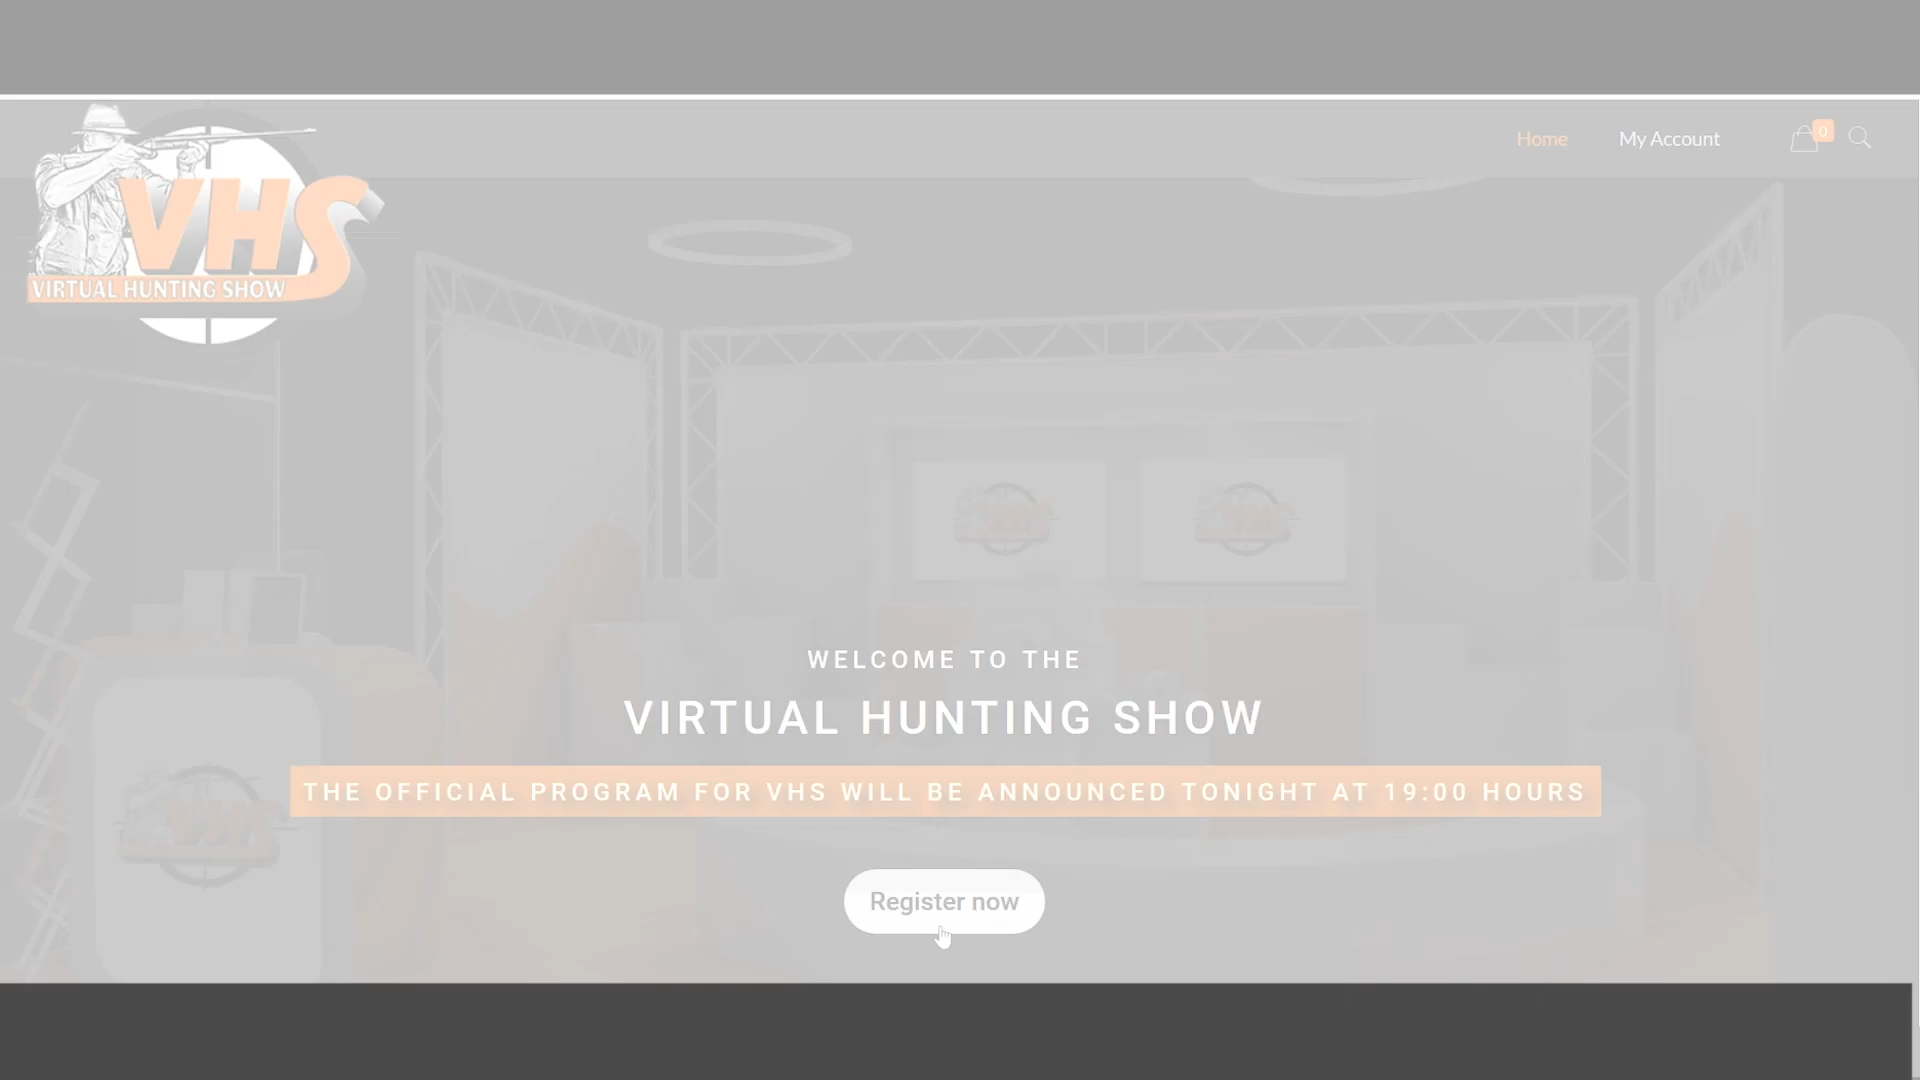 Home
My Account
0
VHS
VIRTUAL HUNTING SHOW
WELCOME TO THE
VIRTUAL HUNTING SHOW
THE OFFICIAL PROGRAM FOR VHS WILL BE ANNOUNCED TONIGHT AT 19:00 HOURS
VHS
Register now